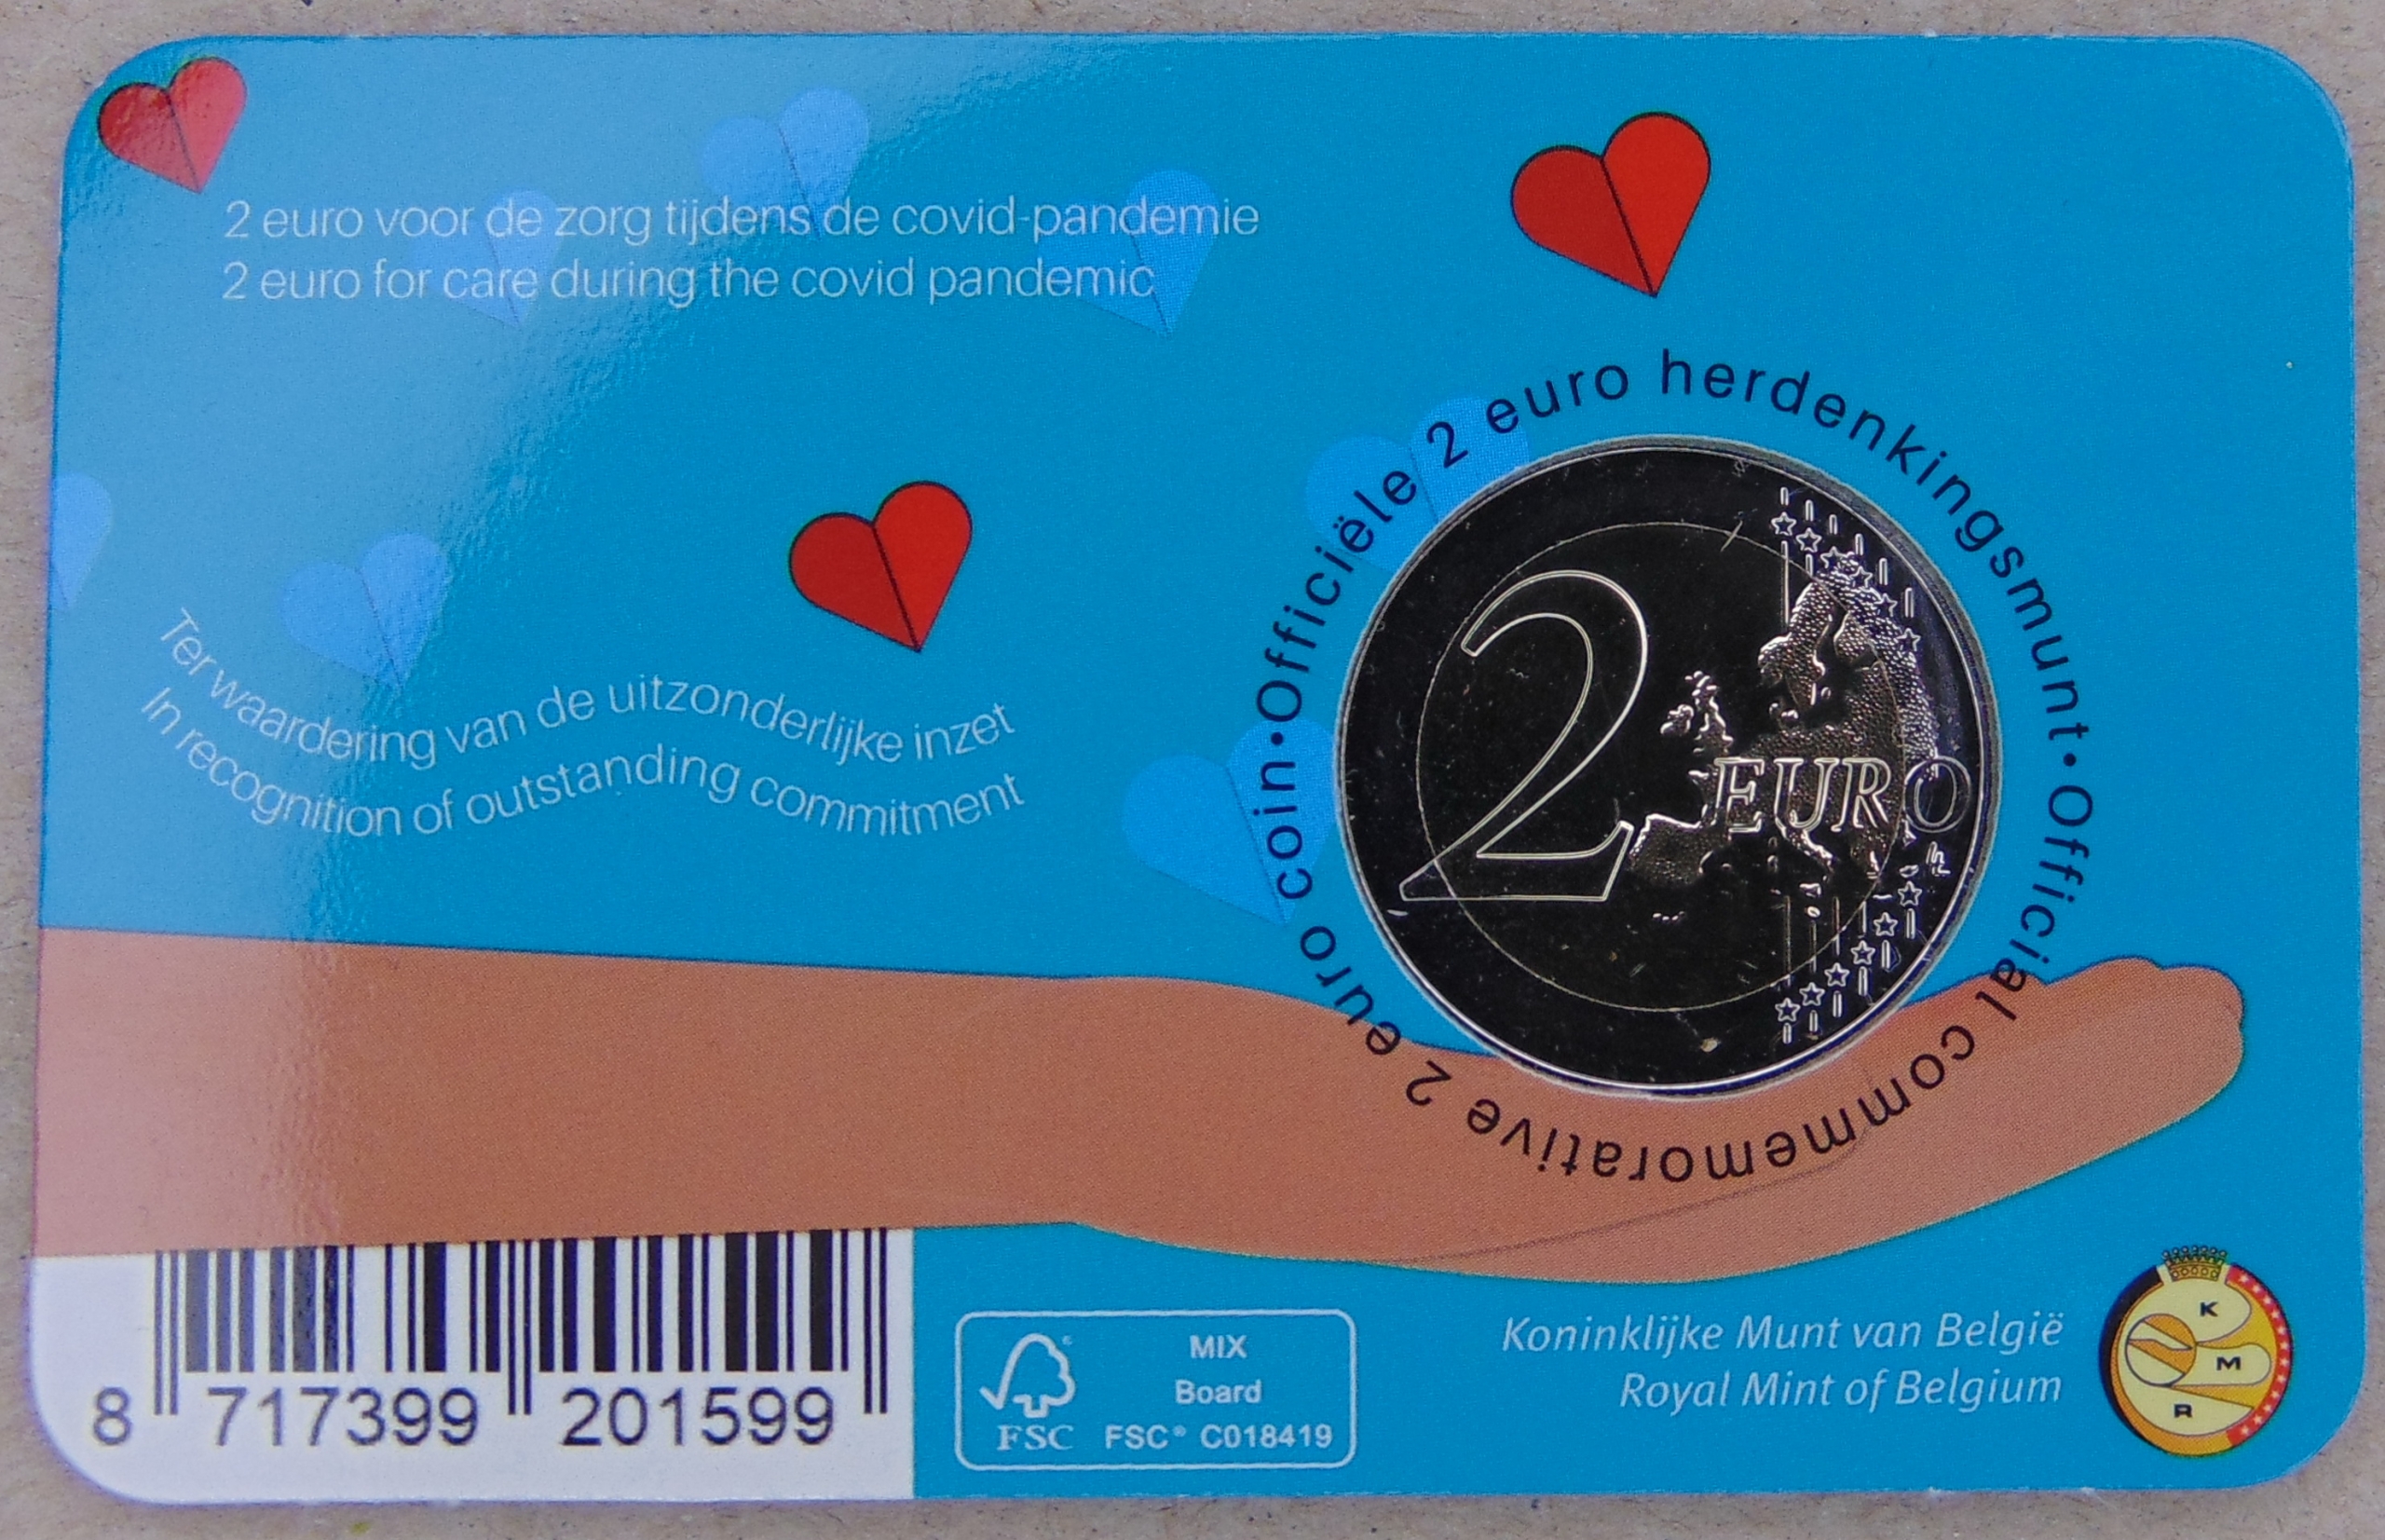 2 euro voor de zorg tijdens de covid-pandemie
2 euro for care during the covid pandemic
Ter waardering van de uitzonderlijke inzet
In recognition of outstanding commitment
•Officiële 2 euro herdenkingsmunt•Official commemorative 2 euro coin
2 EURO
8 717399 201599
FSC
MIX
Board
FSC® C018419
Koninklijke Munt van België
Royal Mint of Belgium
K
M
R